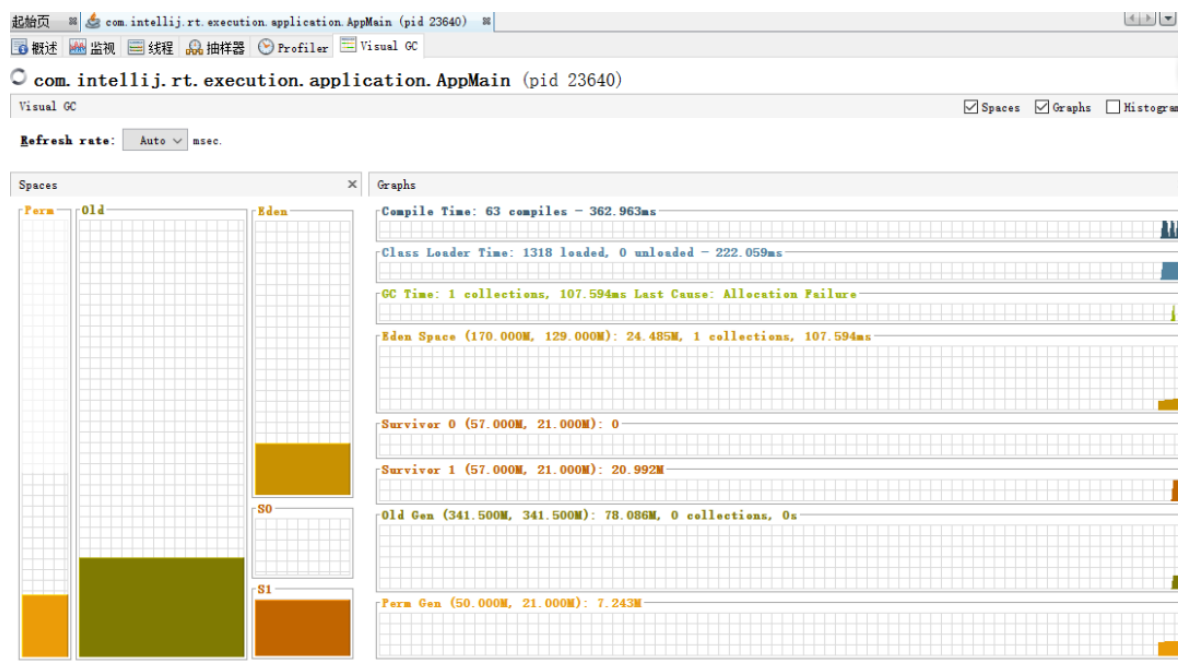 起始页 com.intellij.rt.execution.application.AppMain (pid 23640)
概述 监视 线程 抽样器 Profiler Visual GC
com.intellij.rt.execution.application.AppMain (pid 23640)
Visual GC Spaces Graphs Histogram
Refresh rate: Auto msec.
Spaces
Perm Old Eden
S0
S1
Graphs
Compile Time: 63 compiles - 362.963ms
Class Loader Time: 1318 loaded, 0 unloaded - 222.059ms
GC Time: 1 collections, 107.594ms Last Cause: Allocation Failure
Eden Space (170.000M, 129.000M): 24.485M, 1 collections, 107.594ms
Survivor 0 (57.000M, 21.000M): 0
Survivor 1 (57.000M, 21.000M): 20.992M
Old Gen (341.500M, 341.500M): 78.086M, 0 collections, 0s
Perm Gen (50.000M, 21.000M): 7.243M